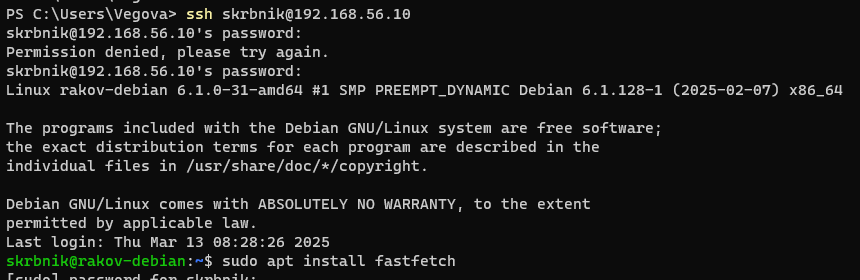 PS C:\Users\Vegova> ssh skrbnik@192.168.56.10
skrbnik@192.168.56.10's password:
Permission denied, please try again.
skrbnik@192.168.56.10's password:
Linux rakov-debian 6.1.0-31-amd64 #1 SMP PREEMPT_DYNAMIC Debian 6.1.128-1 (2025-02-07) x86_64
The programs included with the Debian GNU/Linux system are free software;
the exact distribution terms for each program are described in the
individual files in /usr/share/doc/*/copyright.
Debian GNU/Linux comes with ABSOLUTELY NO WARRANTY, to the extent
permitted by applicable law.
Last login: Thu Mar 13 08:28:26 2025
skrbnik@rakov-debian:~$ sudo apt install fastfetch
[sudo] password for skrbnik: